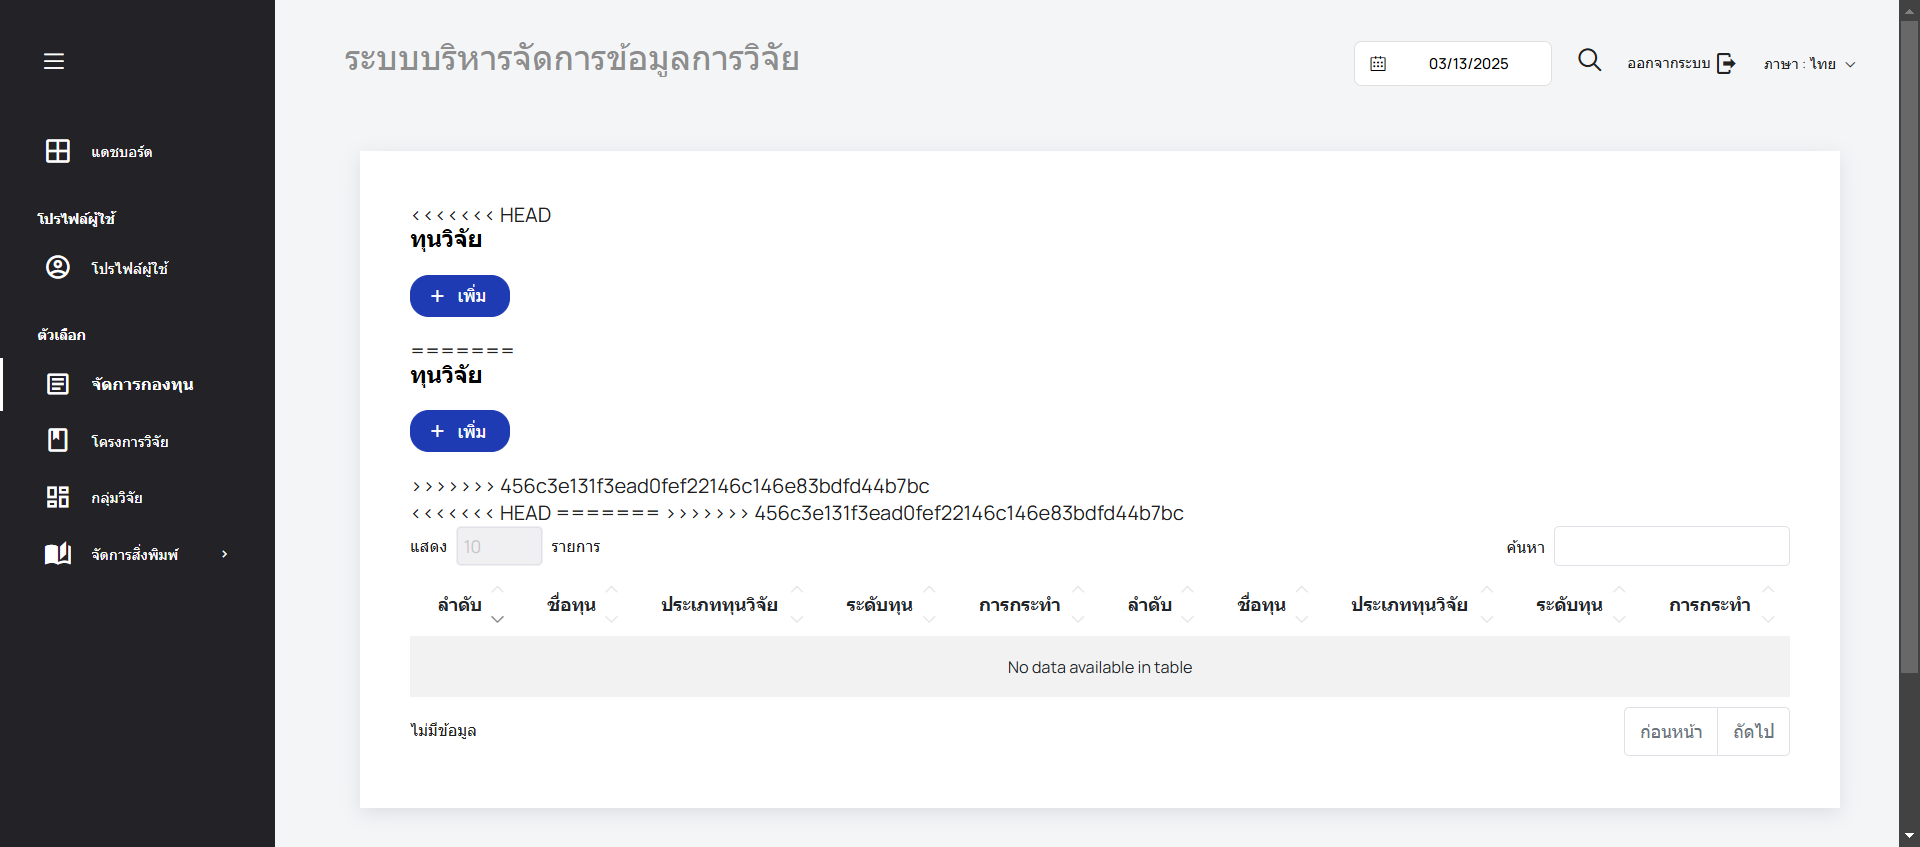 ระบบบริหารจัดการข้อมูลการวิจัย
03/13/2025
ออกจากระบบ
ภาษา : ไทย
แดชบอร์ด
โปรไฟล์ผู้ใช้
โปรไฟล์ผู้ใช้
ตัวเลือก
จัดการกองทุน
โครงการวิจัย
กลุ่มวิจัย
จัดการสิ่งพิมพ์
<<<<<<< HEAD
ทุนวิจัย
+ เพิ่ม
=======
ทุนวิจัย
+ เพิ่ม
>>>>>>> 456c3e131f3ead0fef22146c146e83bdfd44b7bc
<<<<<<< HEAD ======= >>>>>>> 456c3e131f3ead0fef22146c146e83bdfd44b7bc
แสดง 10 รายการ
ค้นหา
ลำดับ ชื่อทุน ประเภททุนวิจัย ระดับทุน การกระทำ ลำดับ ชื่อทุน ประเภททุนวิจัย ระดับทุน การกระทำ
No data available in table
ไม่มีข้อมูล
ก่อนหน้า ถัดไป